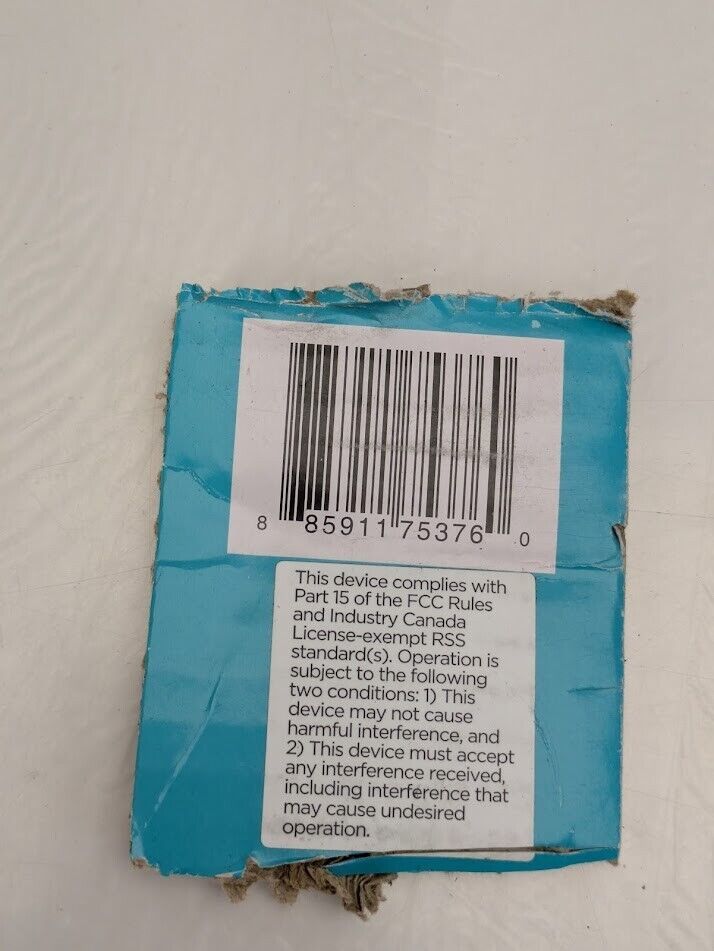 8 85911 75376 0
This device complies with
Part 15 of the FCC Rules
and Industry Canada
License-exempt RSS
standard(s). Operation is
subject to the following
two conditions: 1) This
device may not cause
harmful interference, and
2) This device must accept
any interference received,
including interference that
may cause undesired
operation.